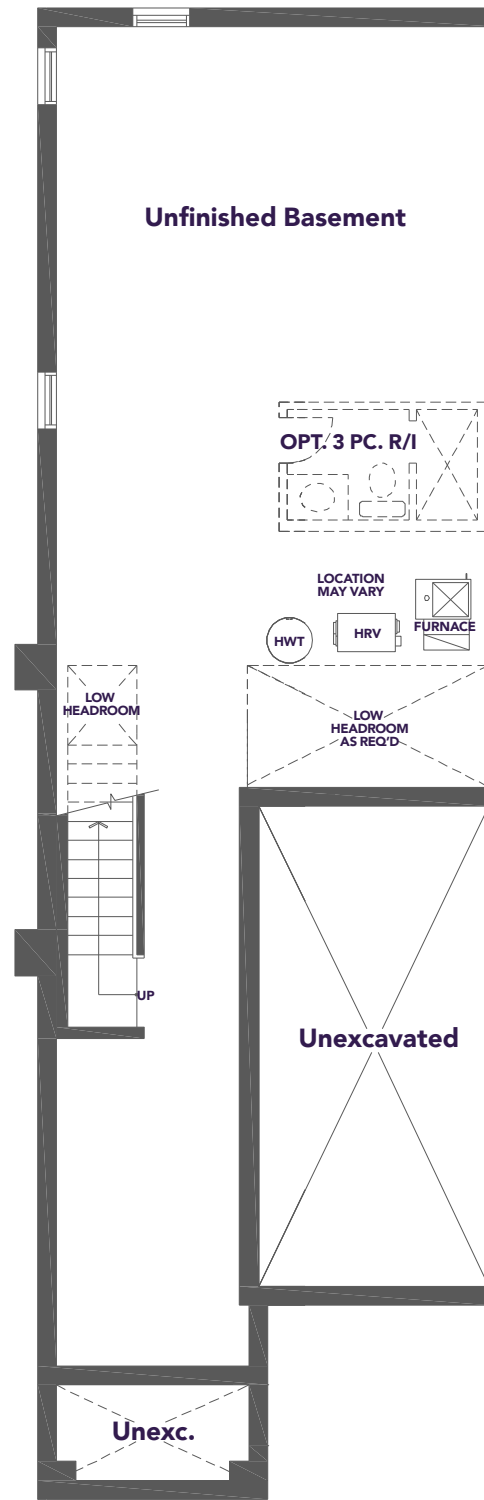 Unfinished Basement
OPT. 3 PC. R/I
LOCATION
MAY VARY
FURNACE
HWT
HRV
LOW
HEADROOM
LOW
HEADROOM
AS REQ'D
UP
Unexcavated
Unexc.